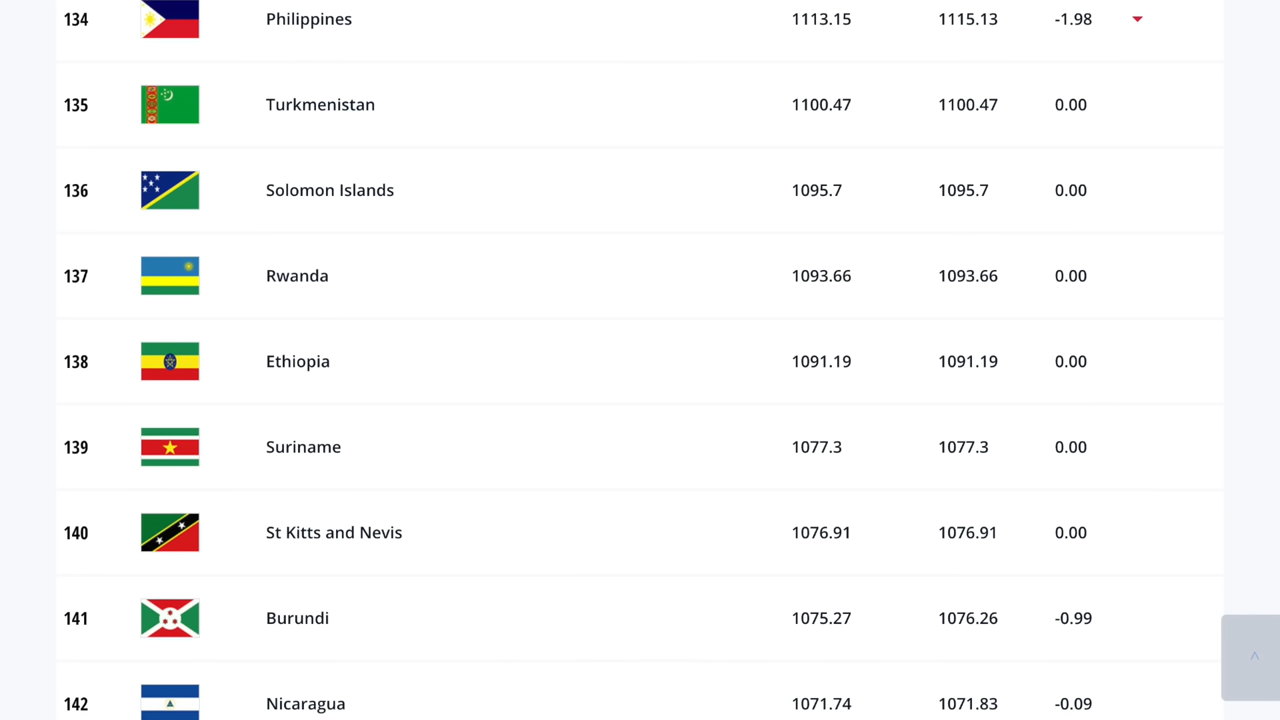 134 Philippines 1113.15 1115.13 -1.98
135 Turkmenistan 1100.47 1100.47 0.00
136 Solomon Islands 1095.7 1095.7 0.00
137 Rwanda 1093.66 1093.66 0.00
138 Ethiopia 1091.19 1091.19 0.00
139 Suriname 1077.3 1077.3 0.00
140 St Kitts and Nevis 1076.91 1076.91 0.00
141 Burundi 1075.27 1076.26 -0.99
142 Nicaragua 1071.74 1071.83 -0.09